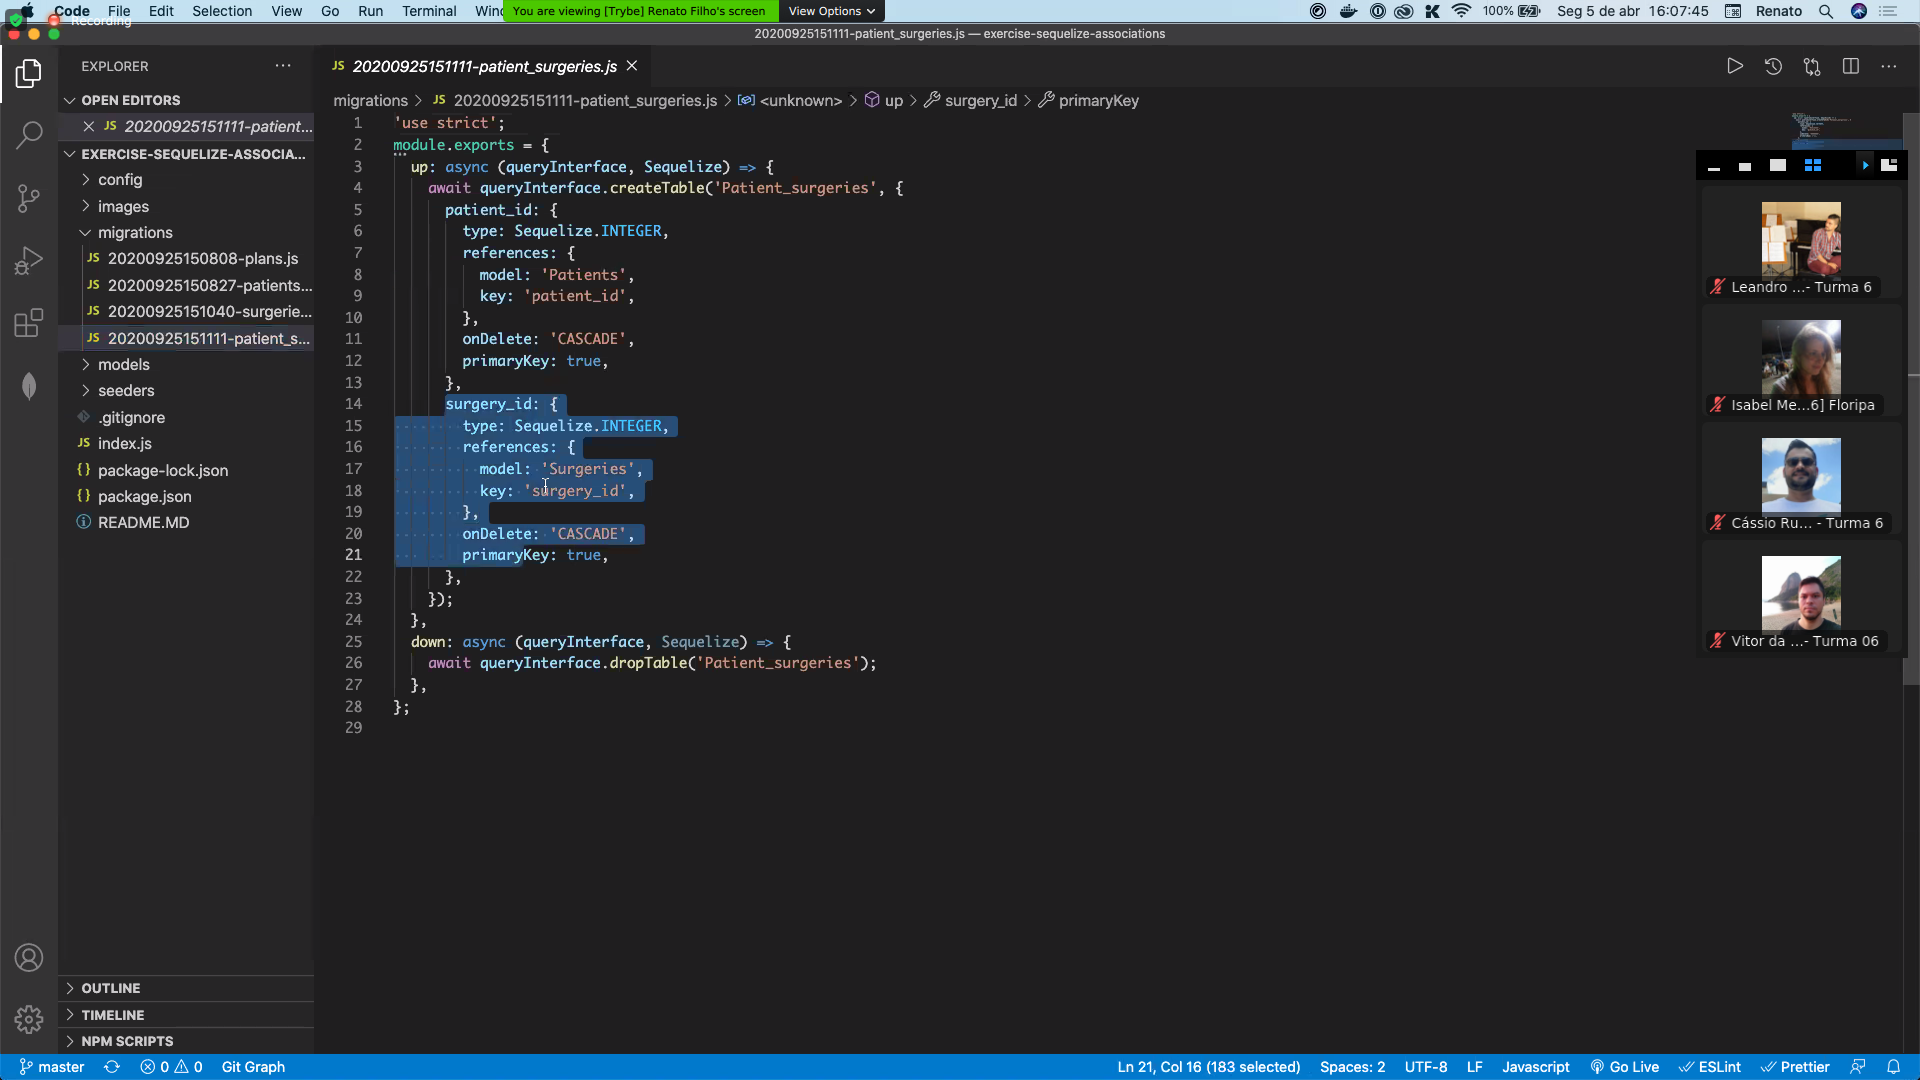 Code File Edit Selection View Go Run Terminal Wind
You are viewing [Trybe] Renato Filho's screen
View Options
100%
Seg 5 de abr 16:07:45
Renato
Recording
20200925151111-patient_surgeries.js — exercise-sequelize-associations
EXPLORER
20200925151111-patient_surgeries.js
OPEN EDITORS
migrations > JS 20200925151111-patient_surgeries.js > <unknown> > up > surgery_id > primaryKey
JS 20200925151111-patient...
EXERCISE-SEQUELIZE-ASSOCIA...
config
images
migrations
JS 20200925150808-plans.js
JS 20200925150827-patients...
JS 20200925151040-surgerie...
JS 20200925151111-patient_s...
models
seeders
.gitignore
JS index.js
{} package-lock.json
{} package.json
README.MD
OUTLINE
TIMELINE
NPM SCRIPTS
1 'use strict';
2 module.exports = {
3 up: async (queryInterface, Sequelize) => {
4 await queryInterface.createTable('Patient_surgeries', {
5 patient_id: {
6 type: Sequelize.INTEGER,
7 references: {
8 model: 'Patients',
9 key: 'patient_id',
10 },
11 onDelete: 'CASCADE',
12 primaryKey: true,
13 },
14 surgery_id: {
15 type: Sequelize.INTEGER,
16 references: {
17 model: 'Surgeries',
18 key: 'surgery_id',
19 },
20 onDelete: 'CASCADE',
21 primaryKey: true,
22 },
23 });
24 },
25 down: async (queryInterface, Sequelize) => {
26 await queryInterface.dropTable('Patient_surgeries');
27 },
28 };
29
Leandro ...- Turma 6
Isabel Me...6] Floripa
Cássio Ru... - Turma 6
Vitor da ...- Turma 06
master
0
0
Git Graph
Ln 21, Col 16 (183 selected)
Spaces: 2
UTF-8
LF
Javascript
Go Live
ESLint
Prettier